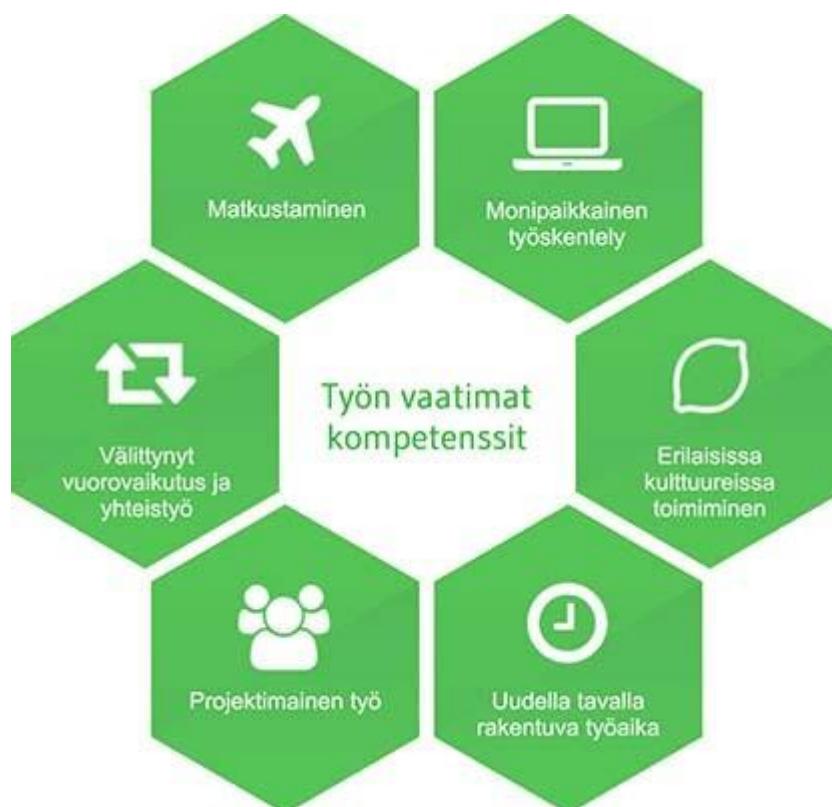 Matkustaminen
Monipaikkainen
työskentely
Välittynyt
vuorovaikutus ja
yhteistyö
Työn vaatimat
kompetenssit
Erilaisissa
kulttuureissa
toimiminen
Projektimainen työ
Uudella tavalla
rakentuva työaika